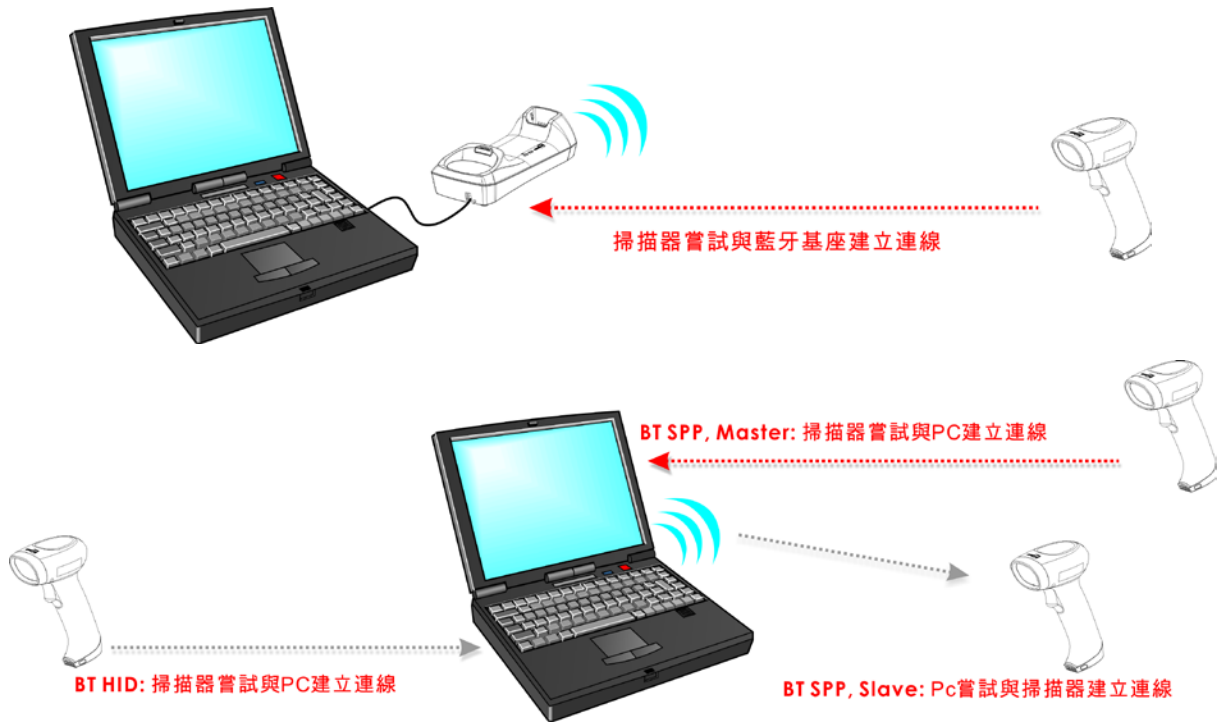 掃描器嘗試與藍牙基座建立連線
BT SPP, Master: 掃描器嘗試與PC建立連線
BT HID: 掃描器嘗試與PC建立連線
BT SPP, Slave: Pc嘗試與掃描器建立連線